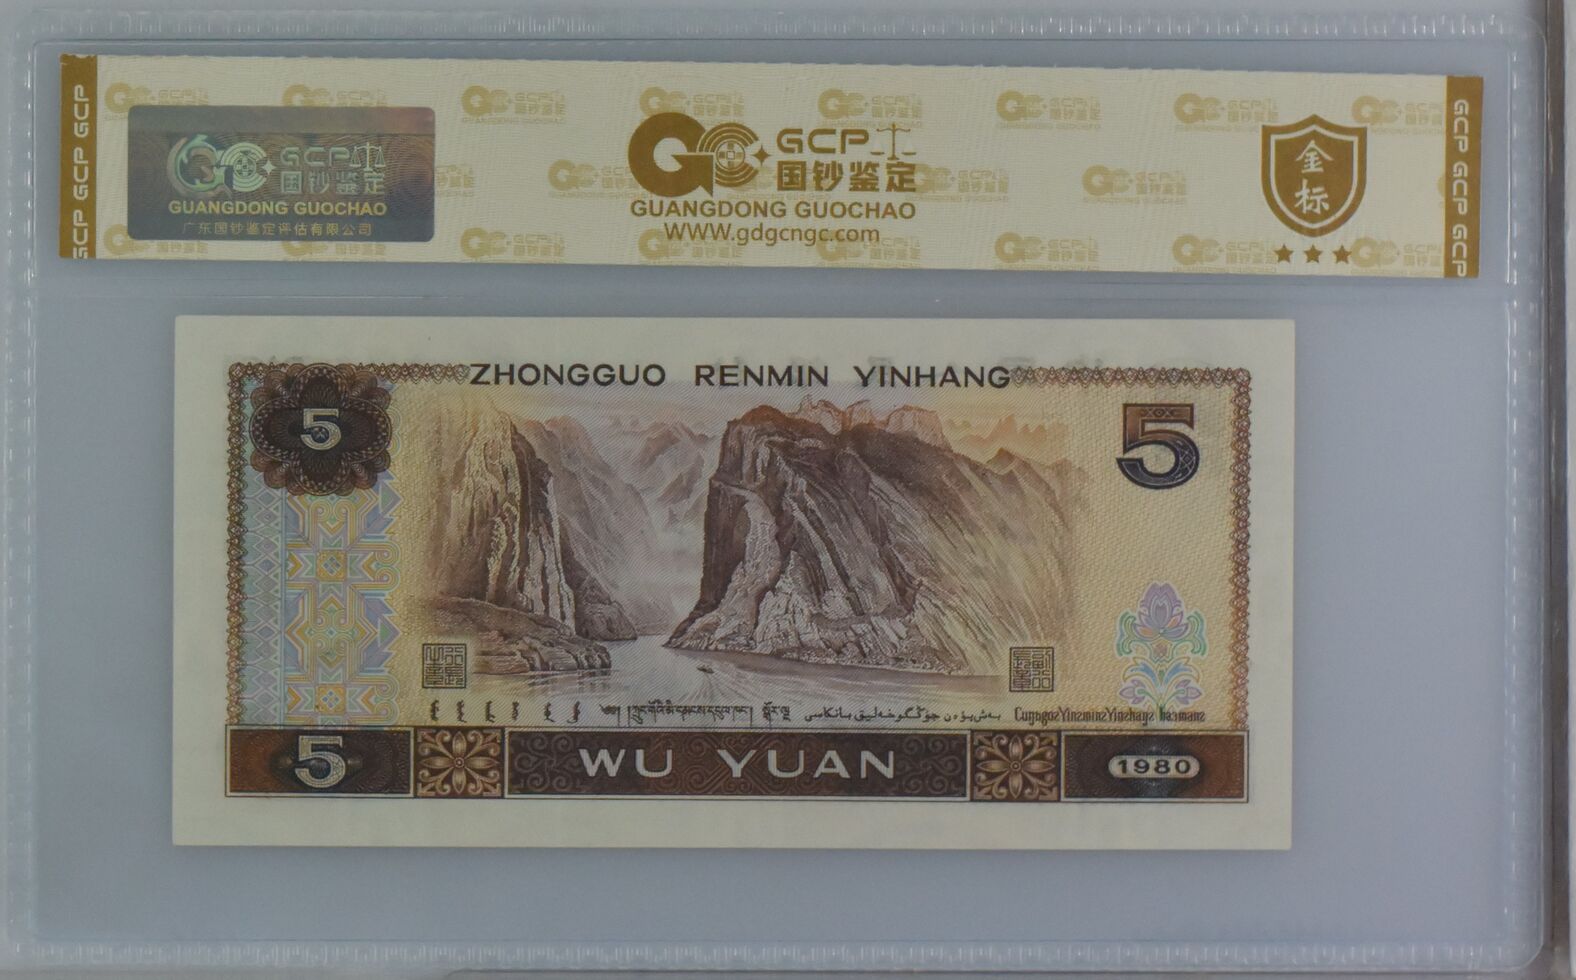 GCP GCP GCP GCP
GCP
国钞鉴定
GUANGDONG GUOCHAO
广东国钞鉴定评估有限公司
GCP
国钞鉴定
GUANGDONG GUOCHAO
WWW.gdgcngc.com
金标
GCP GCP GCP GCP
ZHONGGUO RENMIN YINHANG
5
5
5
WU YUAN
1980